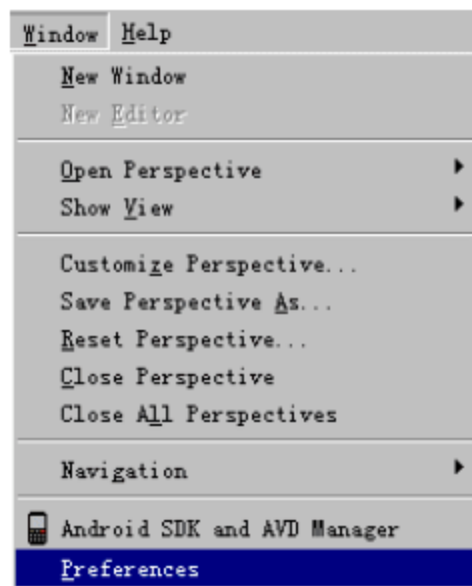 Window Help
New Window
New Editor
Open Perspective
Show View
Customize Perspective...
Save Perspective As...
Reset Perspective...
Close Perspective
Close All Perspectives
Navigation
Android SDK and AVD Manager
Preferences